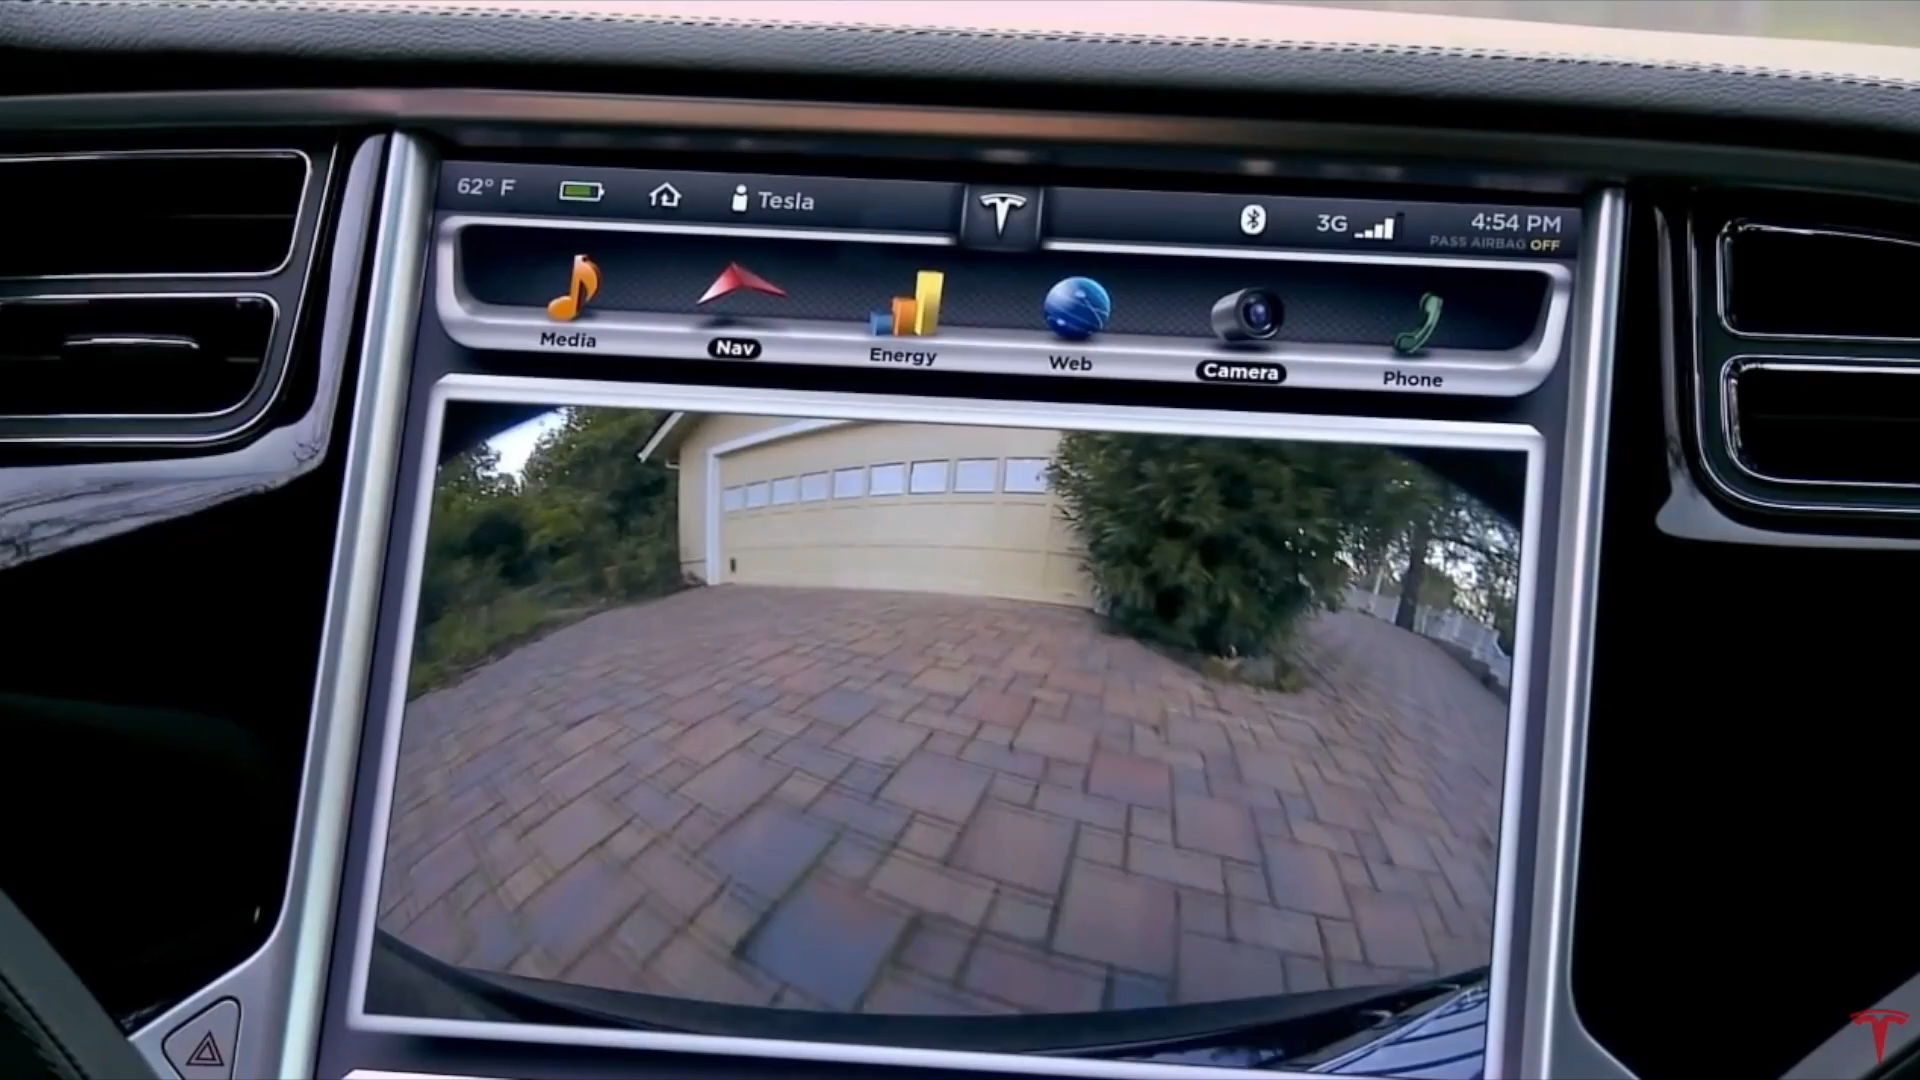 62° F
Tesla
3G
4:54 PM
PASS AIRBAG OFF
Media
Nav
Energy
Web
Camera
Phone